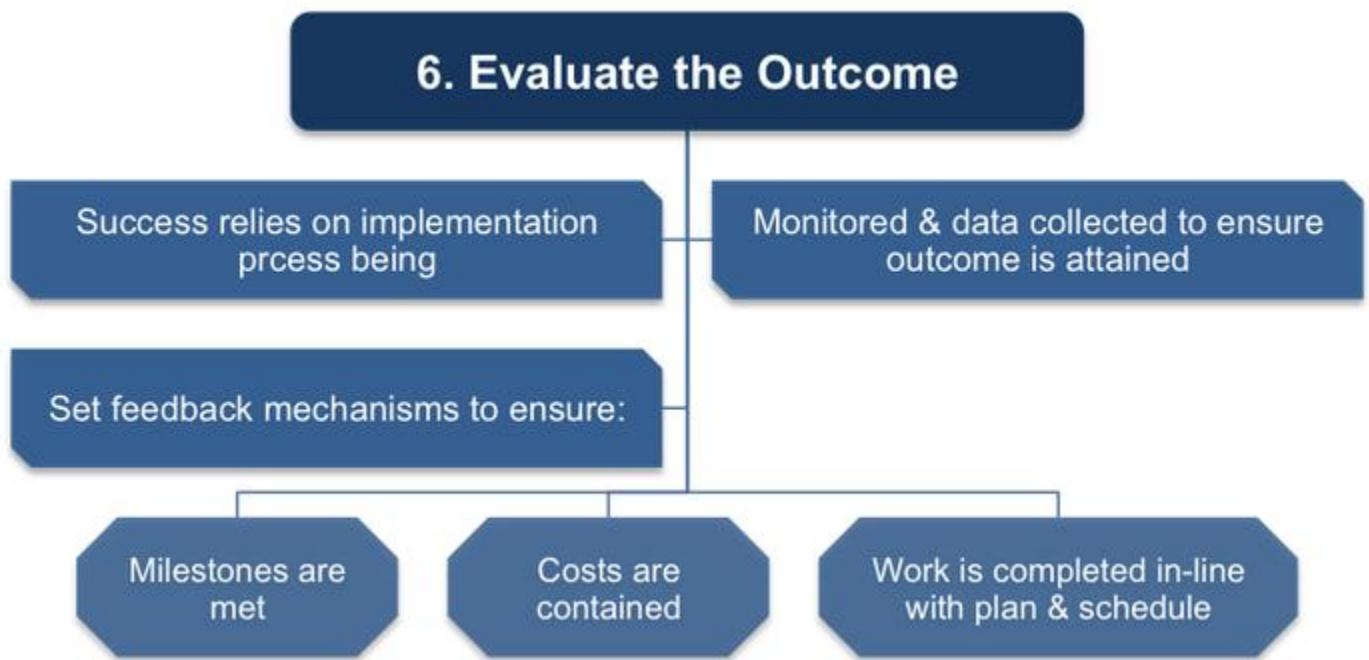 6. Evaluate the Outcome
Success relies on implementation
prcess being
Monitored & data collected to ensure
outcome is attained
Set feedback mechanisms to ensure:
Milestones are
met
Costs are
contained
Work is completed in-line
with plan & schedule